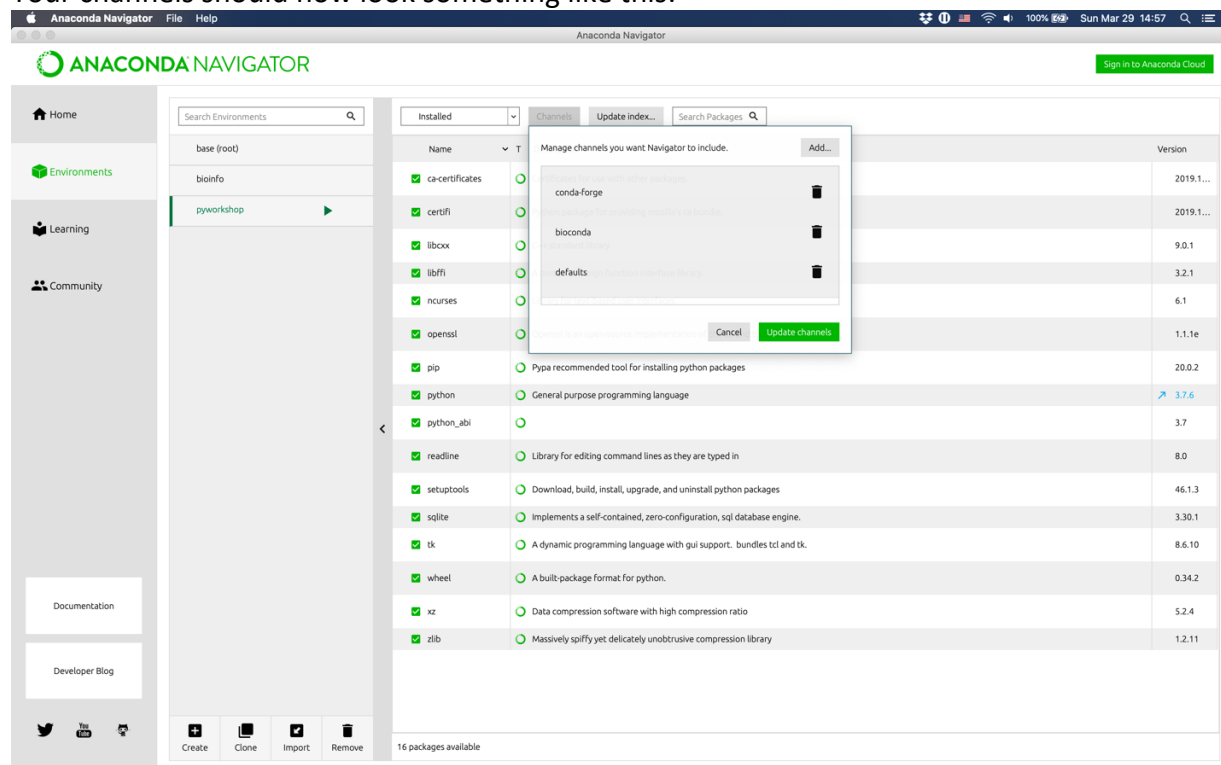 Your channels should now look something like this:
Anaconda Navigator File Help 100% Sun Mar 29 14:57
Anaconda Navigator
ANACONDA NAVIGATOR
Sign in to Anaconda Cloud
Home
Environments
Learning
Community
Documentation
Developer Blog
You
Tube
Search Environments
base (root)
bioinfo
pyworkshop
Create Clone Import Remove
Installed Channels Update index... Search Packages
Name T Version
Manage channels you want Navigator to include. Add...
conda-forge
bioconda
defaults
Cancel Update channels
ca-certificates 2019.1...
certifi 2019.1...
libcxx 9.0.1
libffi 3.2.1
ncurses 6.1
openssl 1.1.1e
pip Pypa recommended tool for installing python packages 20.0.2
python General purpose programming language 3.7.6
python_abi 3.7
readline Library for editing command lines as they are typed in 8.0
setuptools Download, build, install, upgrade, and uninstall python packages 46.1.3
sqlite Implements a self-contained, zero-configuration, sql database engine. 3.30.1
tk A dynamic programming language with gui support. bundles tcl and tk. 8.6.10
wheel A built-package format for python. 0.34.2
xz Data compression software with high compression ratio 5.2.4
zlib Massively spiffy yet delicately unobtrusive compression library 1.2.11
16 packages available